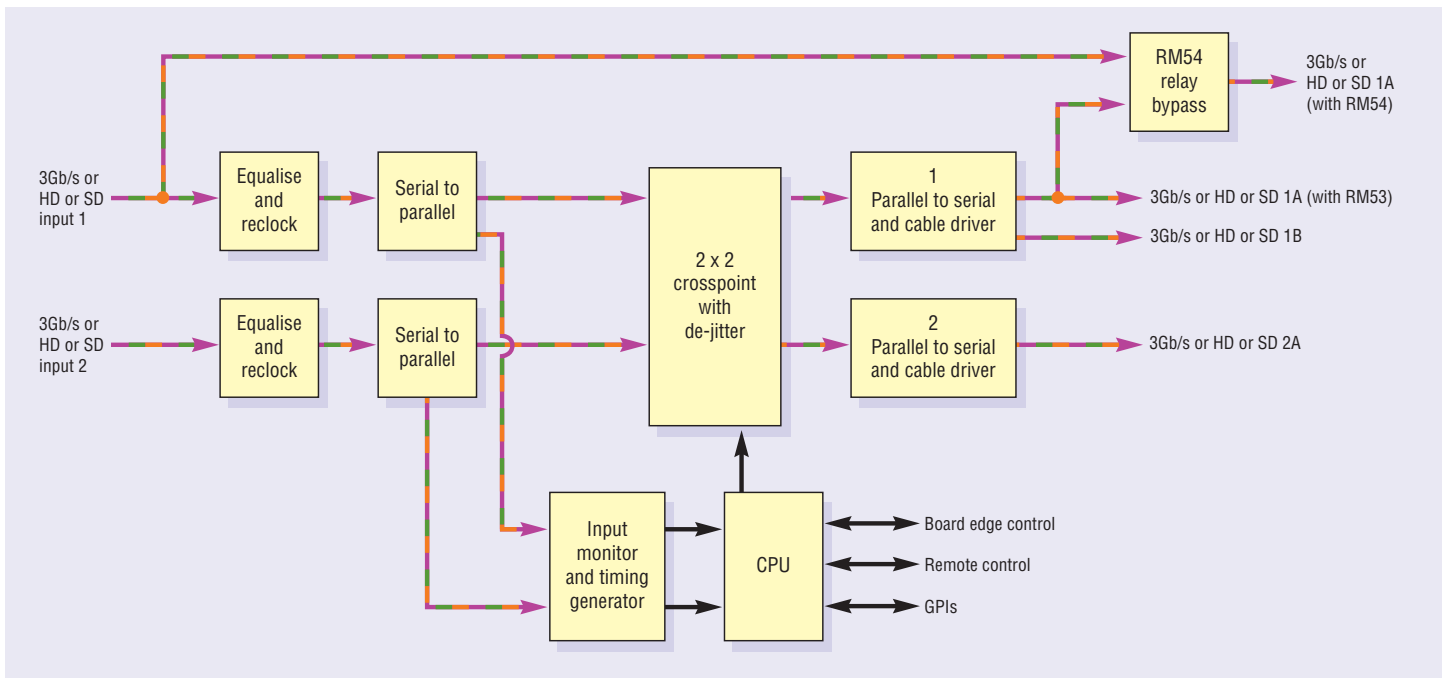 RM54
relay
bypass
3Gb/s or
HD or SD 1A
(with RM54)
3Gb/s or
HD or SD
input 1
Equalise
and
reclock
Serial to
parallel
2 x 2
crosspoint
with
de-jitter
1
Parallel to serial
and cable driver
3Gb/s or HD or SD 1A (with RM53)
3Gb/s or HD or SD 1B
3Gb/s or
HD or SD
input 2
Equalise
and
reclock
Serial to
parallel
2
Parallel to serial
and cable driver
3Gb/s or HD or SD 2A
Input
monitor
and timing
generator
CPU
Board edge control
Remote control
GPIs